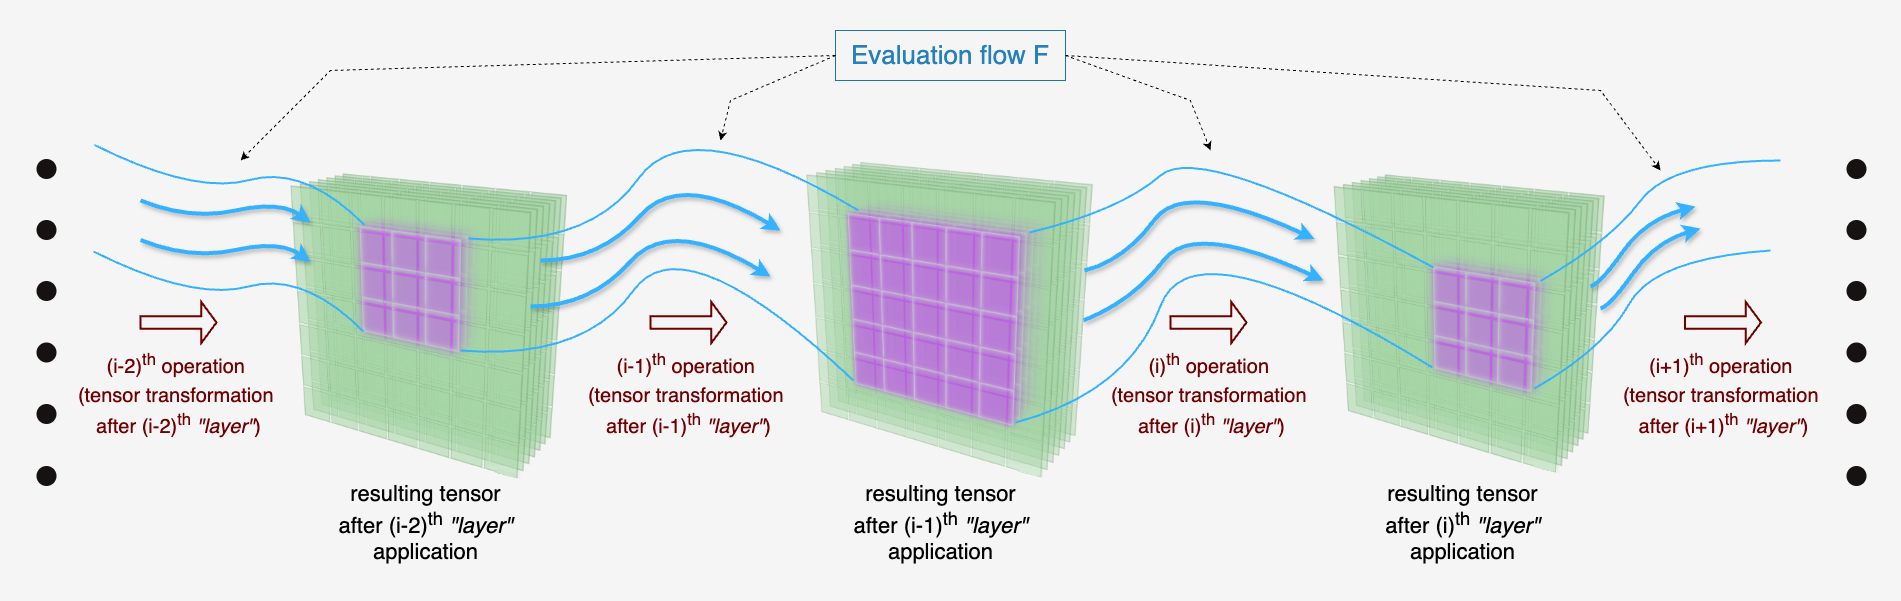 Evaluation flow F
(i-2)th operation
(tensor transformation
after (i-2)th "layer")
(i-1)th operation
(tensor transformation
after (i-1)th "layer")
(i)th operation
(tensor transformation
after (i)th "layer")
(i+1)th operation
(tensor transformation
after (i+1)th "layer")
resulting tensor
after (i-2)th "layer"
application
resulting tensor
after (i-1)th "layer"
application
resulting tensor
after (i)th "layer"
application